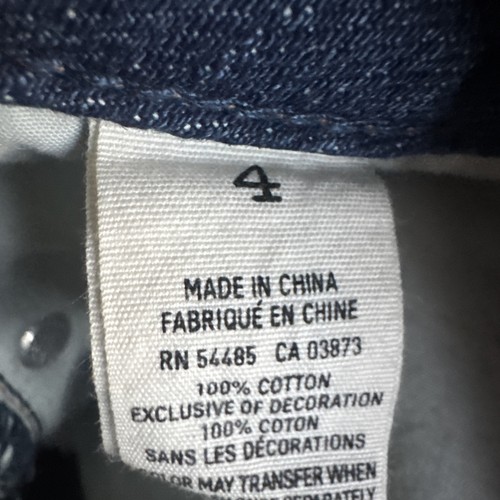 4
MADE IN CHINA
FABRIQUÉ EN CHINE
RN 54485 CA 03873
100% COTTON
EXCLUSIVE OF DECORATION
100% COTON
SANS LES DÉCORATIONS
MAY TRANSFER WHEN